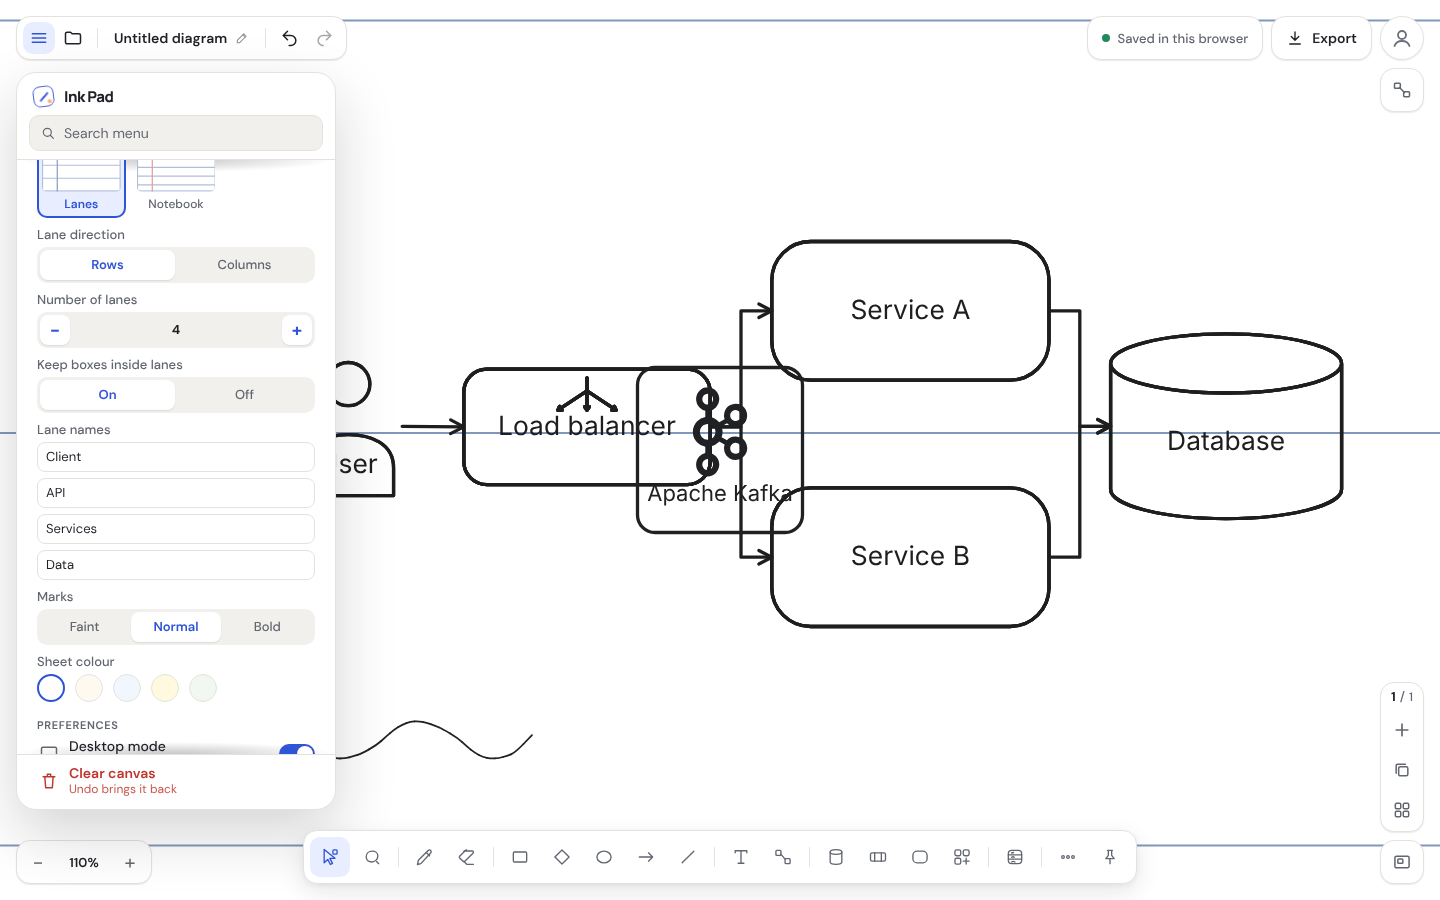 Untitled diagram
Saved in this browser
Export
Ink Pad
Search menu
Lanes
Notebook
Lane direction
Rows
Columns
Number of lanes
4
Keep boxes inside lanes
On
Off
Lane names
Client
API
Services
Data
Marks
Faint
Normal
Bold
Sheet colour
PREFERENCES
Desktop mode
Clear canvas
Undo brings it back
110%
ser
Load balancer
Apache Kafka
Service A
Service B
Database
1 / 1